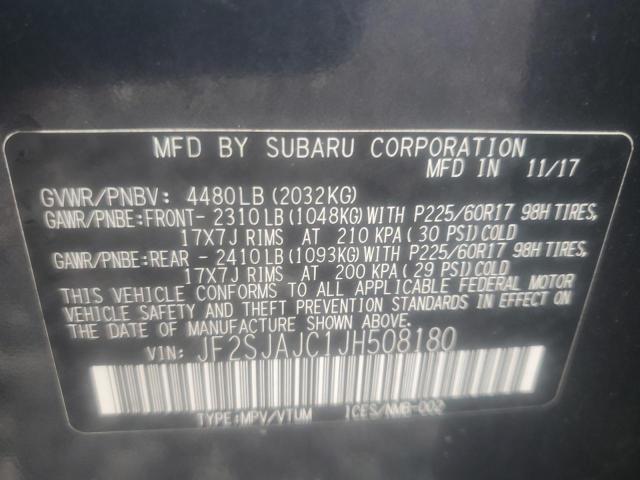 MFD BY SUBARU CORPORATION
MFD IN 11/17
GVWR/PNBV: 4480LB (2032KG)
GAWR/PNBE:FRONT- 2310 LB (1048KG) WITH P225/60R17 98H TIRES,
17X7J RIMS AT 210 KPA ( 30 PSI ) COLD
GAWR/PNBE:REAR - 2410 LB (1093KG) WITH P225/60R17 98H TIRES,
17X7J RIMS AT 200 KPA ( 29 PSI ) COLD
THIS VEHICLE CONFORMS TO ALL APPLICABLE FEDERAL MOTOR
VEHICLE SAFETY AND THEFT PREVENTION STANDARDS IN EFFECT ON
THE DATE OF MANUFACTURE SHOWN ABOVE.
VIN: JF2SJAJC1JH508180
TYPE:MPV/VTUM ICES/NMB-002